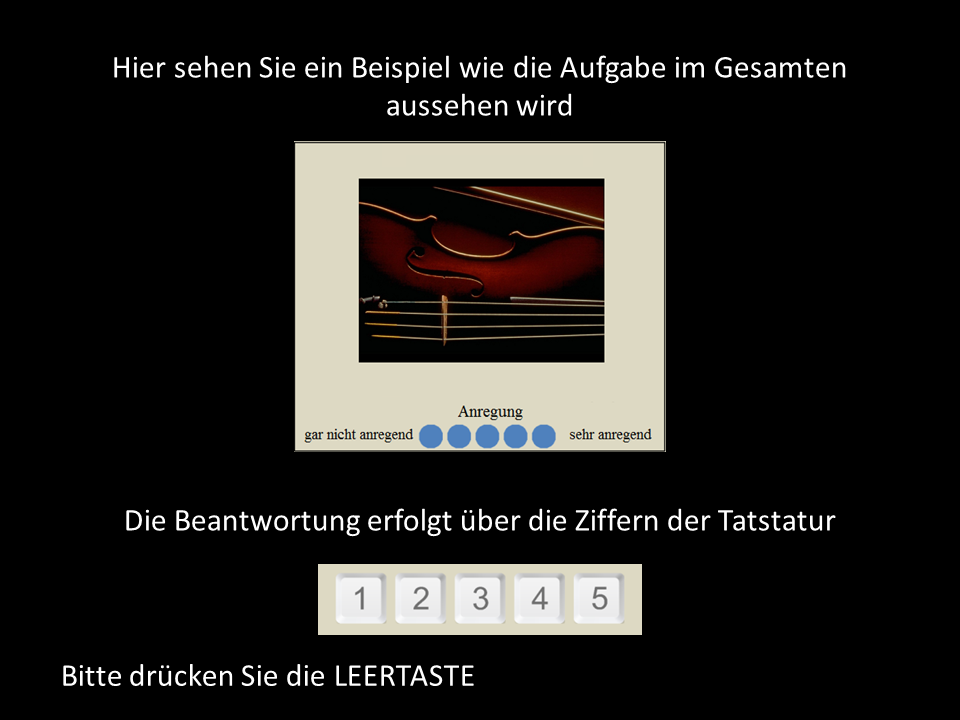 Hier sehen Sie ein Beispiel wie die Aufgabe im Gesamten
aussehen wird
Anregung
gar nicht anregend sehr anregend
Die Beantwortung erfolgt über die Ziffern der Tatstatur
1 2 3 4 5
Bitte drücken Sie die LEERTASTE